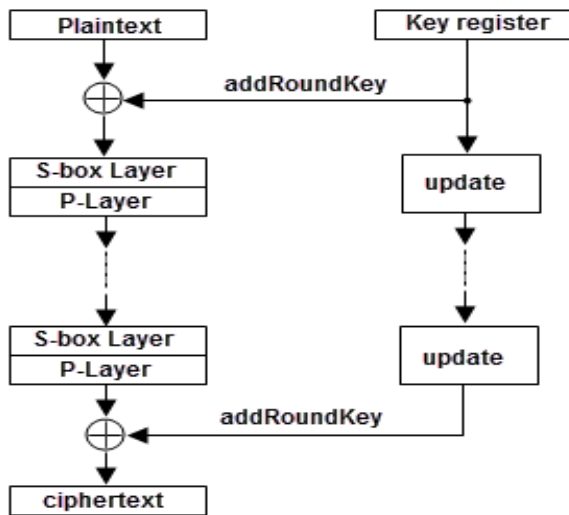 Plaintext
Key register
addRoundKey
S-box Layer
P-Layer
update
S-box Layer
P-Layer
update
addRoundKey
ciphertext